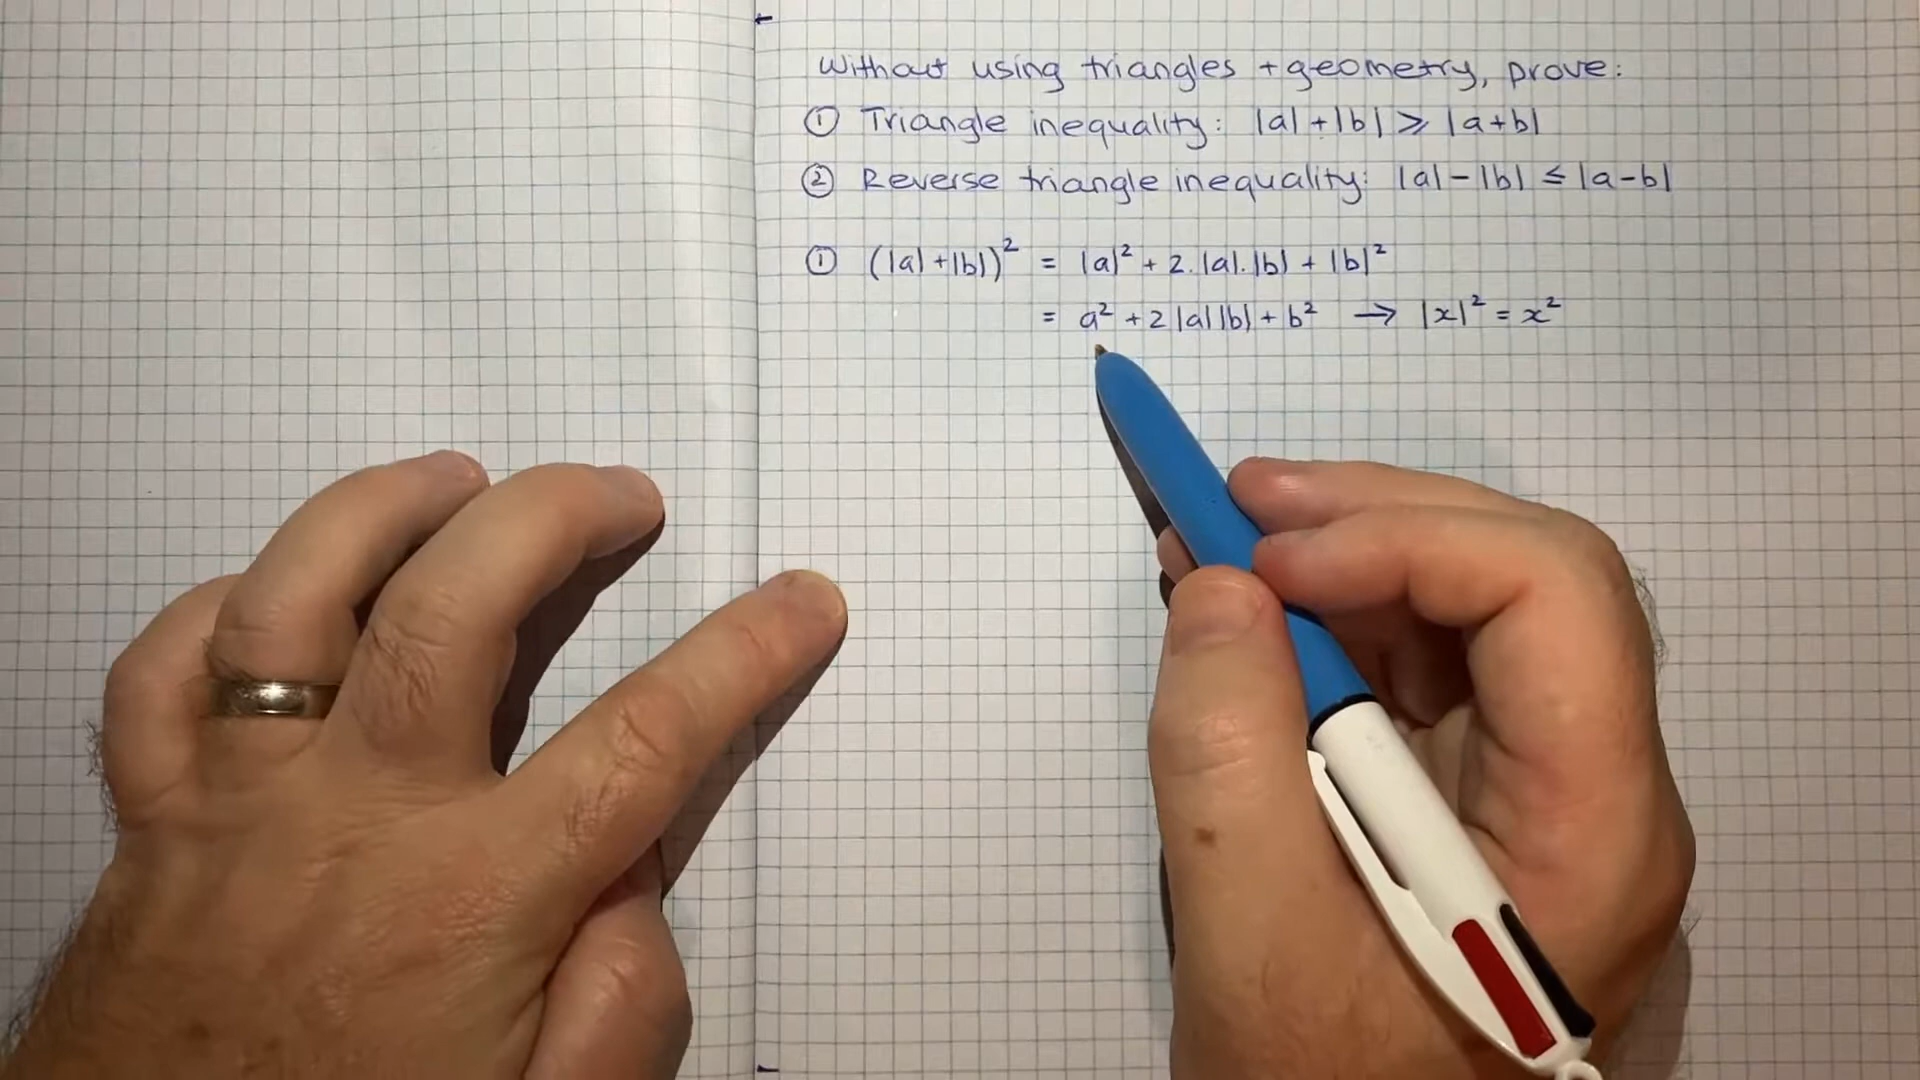 Without using triangles + geometry, prove:
① Triangle inequality: |a| + |b| ⩾ |a+b|
② Reverse triangle inequality: |a| - |b| ≤ |a-b|
① (|a| + |b|)² = |a|² + 2.|a|.|b| + |b|²
= a² + 2|a||b| + b² → |x|² = x²